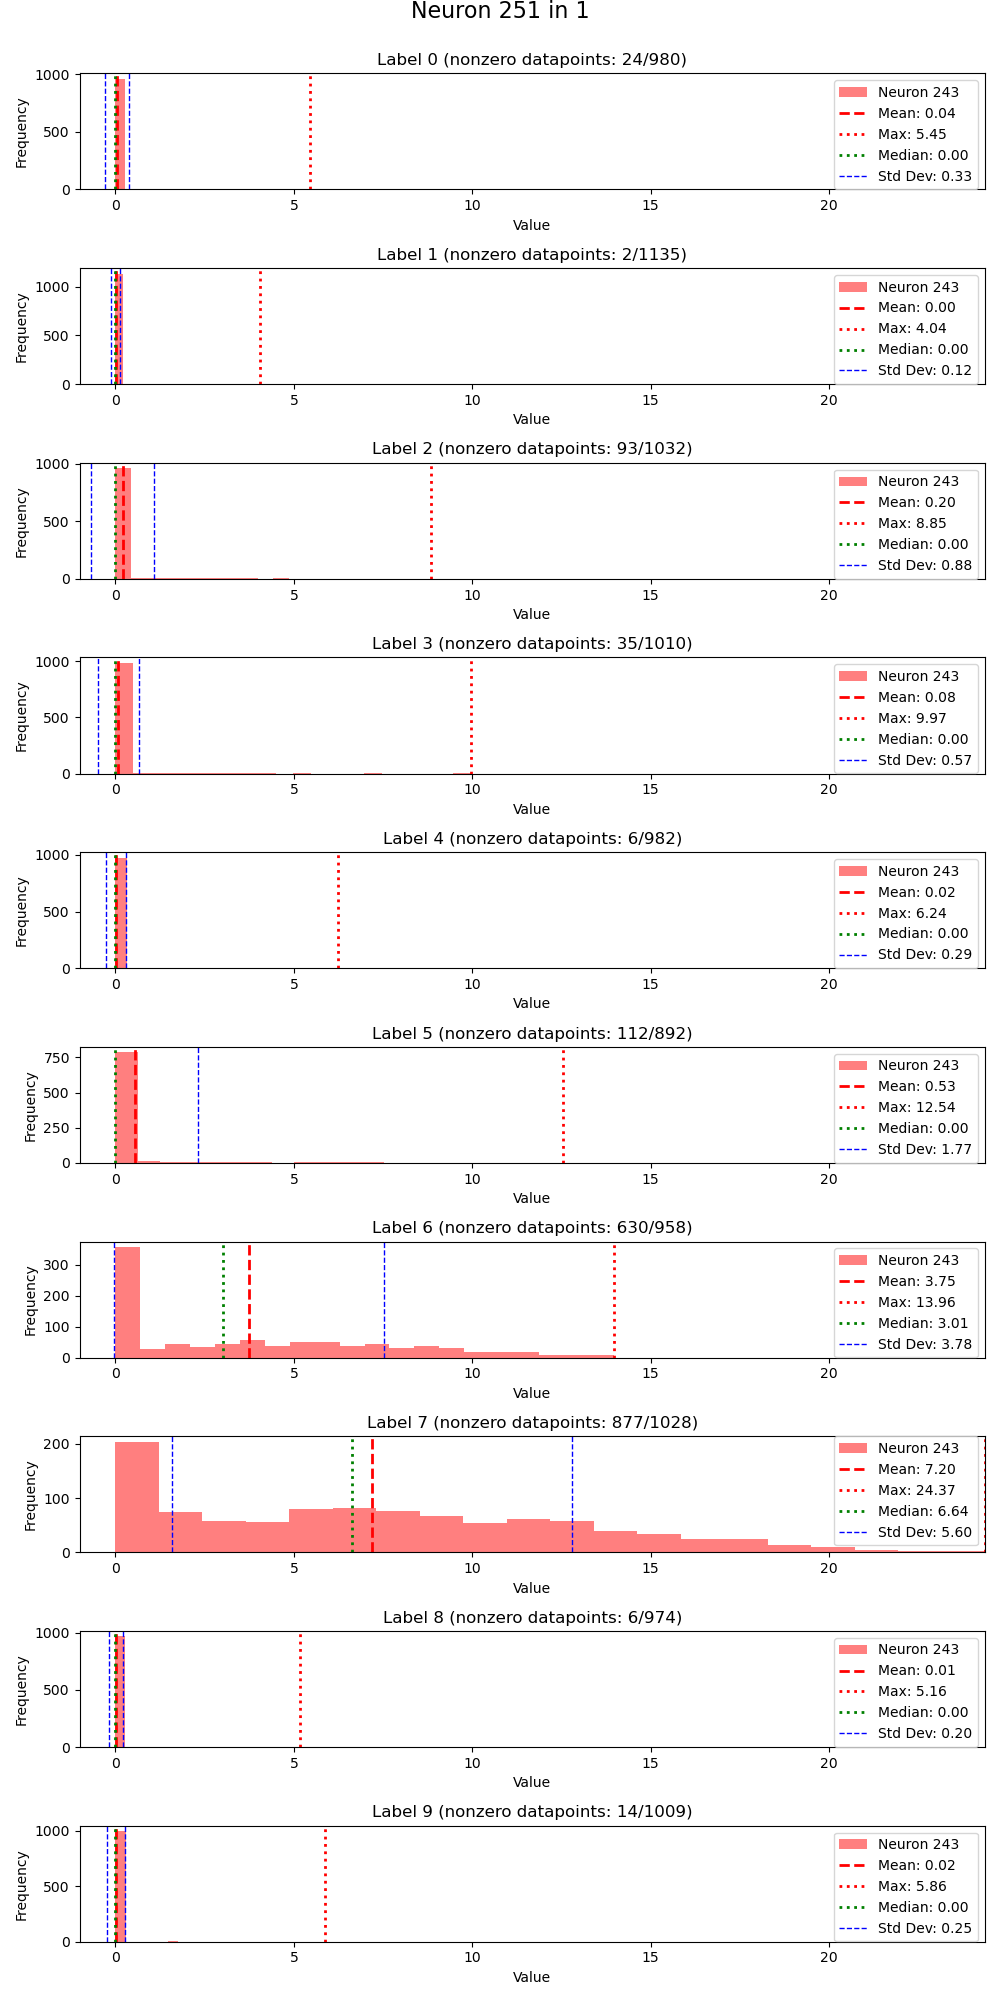 Neuron 251 in 1
Label 0 (nonzero datapoints: 24/980)
1000
500
0
Frequency
Neuron 243
Mean: 0.04
Max: 5.45
Median: 0.00
Std Dev: 0.33
0 5 10 15 20
Value
Label 1 (nonzero datapoints: 2/1135)
1000
500
0
Frequency
Neuron 243
Mean: 0.00
Max: 4.04
Median: 0.00
Std Dev: 0.12
0 5 10 15 20
Value
Label 2 (nonzero datapoints: 93/1032)
1000
500
0
Frequency
Neuron 243
Mean: 0.20
Max: 8.85
Median: 0.00
Std Dev: 0.88
0 5 10 15 20
Value
Label 3 (nonzero datapoints: 35/1010)
1000
500
0
Frequency
Neuron 243
Mean: 0.08
Max: 9.97
Median: 0.00
Std Dev: 0.57
0 5 10 15 20
Value
Label 4 (nonzero datapoints: 6/982)
1000
500
0
Frequency
Neuron 243
Mean: 0.02
Max: 6.24
Median: 0.00
Std Dev: 0.29
0 5 10 15 20
Value
Label 5 (nonzero datapoints: 112/892)
750
500
250
0
Frequency
Neuron 243
Mean: 0.53
Max: 12.54
Median: 0.00
Std Dev: 1.77
0 5 10 15 20
Value
Label 6 (nonzero datapoints: 630/958)
300
200
100
0
Frequency
Neuron 243
Mean: 3.75
Max: 13.96
Median: 3.01
Std Dev: 3.78
0 5 10 15 20
Value
Label 7 (nonzero datapoints: 877/1028)
200
100
0
Frequency
Neuron 243
Mean: 7.20
Max: 24.37
Median: 6.64
Std Dev: 5.60
0 5 10 15 20
Value
Label 8 (nonzero datapoints: 6/974)
1000
500
0
Frequency
Neuron 243
Mean: 0.01
Max: 5.16
Median: 0.00
Std Dev: 0.20
0 5 10 15 20
Value
Label 9 (nonzero datapoints: 14/1009)
1000
500
0
Frequency
Neuron 243
Mean: 0.02
Max: 5.86
Median: 0.00
Std Dev: 0.25
0 5 10 15 20
Value